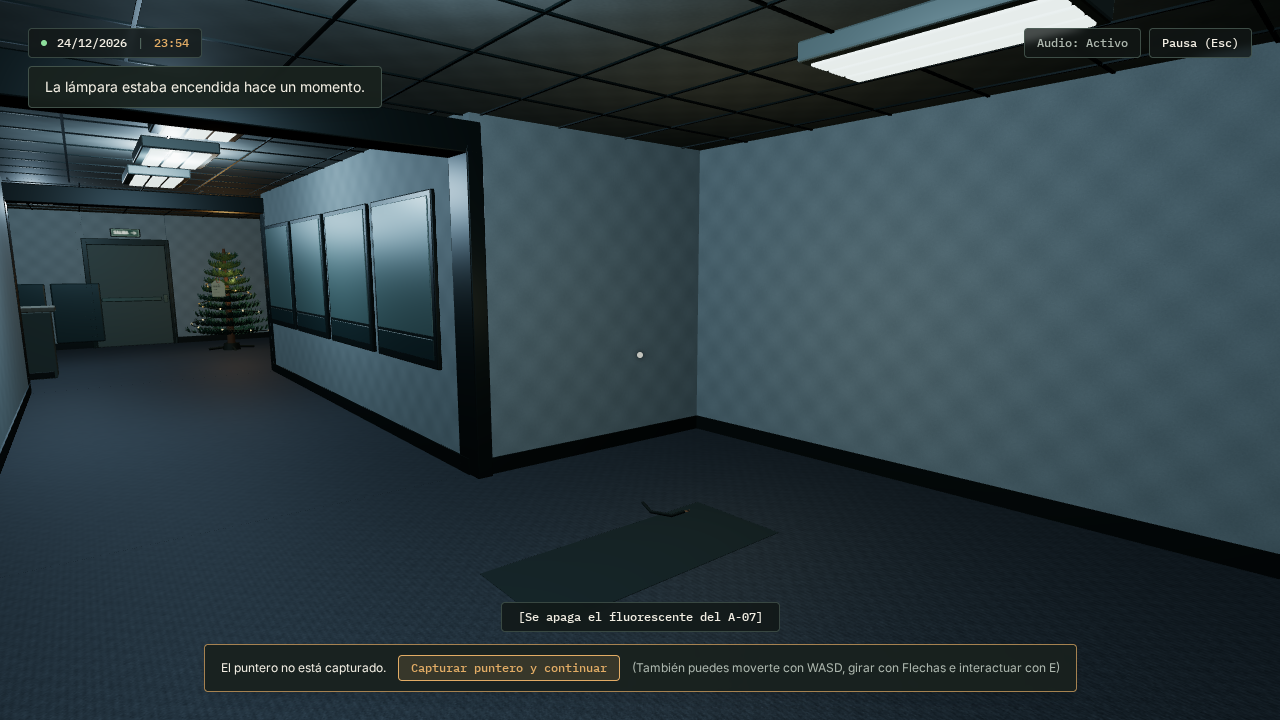 24/12/2026 | 23:54
Audio: Activo
Pausa (Esc)
La lámpara estaba encendida hace un momento.
[Se apaga el fluorescente del A-07]
El puntero no está capturado.
Capturar puntero y continuar
(También puedes moverte con WASD, girar con Flechas e interactuar con E)